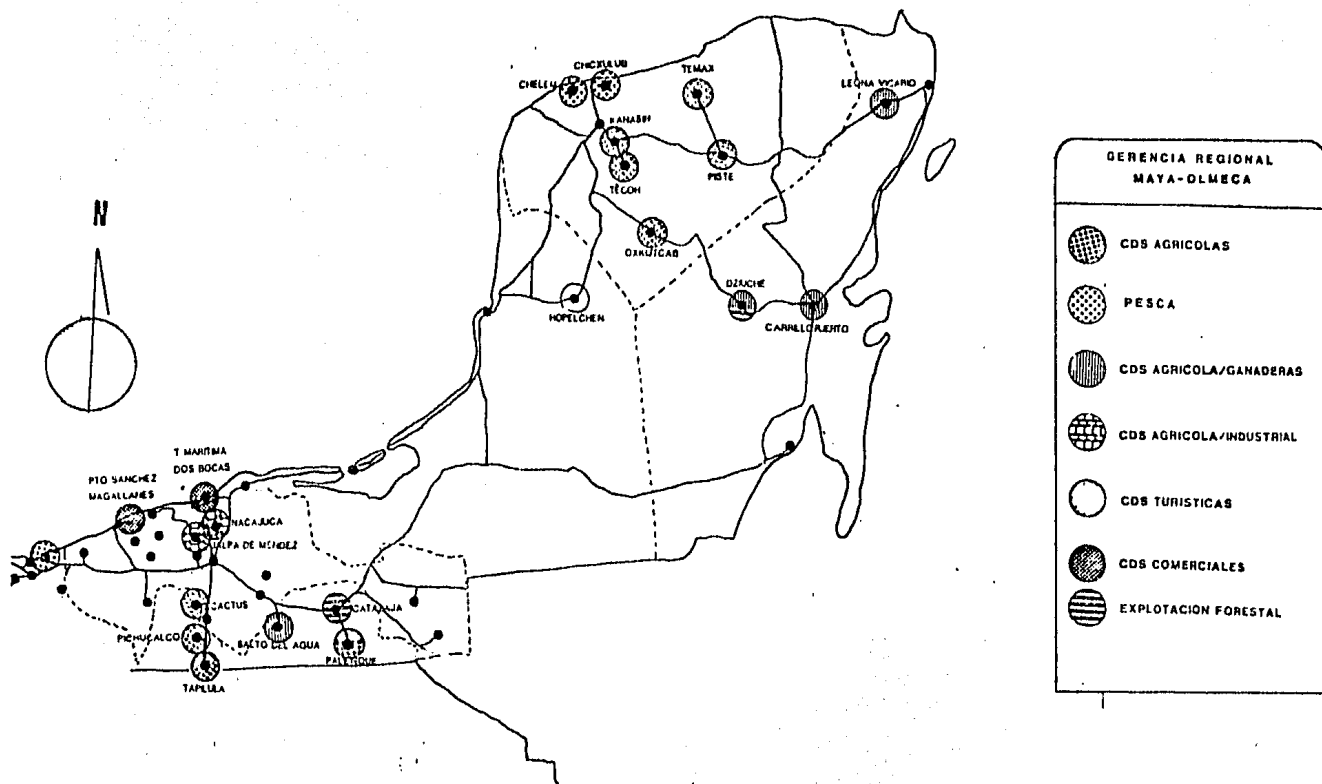 CHICXULUB
CHELEM
TEMAX
LEONA VICARIO
KANASIN
TECOH
PISTE
OXKUTCAB
DZIUCHE
HOPELCHEN
CARRILLO PUERTO
N
T MARITIMA
DOS BOCAS
PTO SANCHEZ
MAGALLANES
NACAJUCA
JALPA DE MENDEZ
CACTUS
CATAZAJA
PICHUCALCO
SALTO DEL AGUA
PALENQUE
TAPILULA
GERENCIA REGIONAL
MAYA-OLMECA
CDS AGRICOLAS
PESCA
CDS AGRICOLA/GANADERAS
CDS AGRICOLA/INDUSTRIAL
CDS TURISTICAS
CDS COMERCIALES
EXPLOTACION FORESTAL